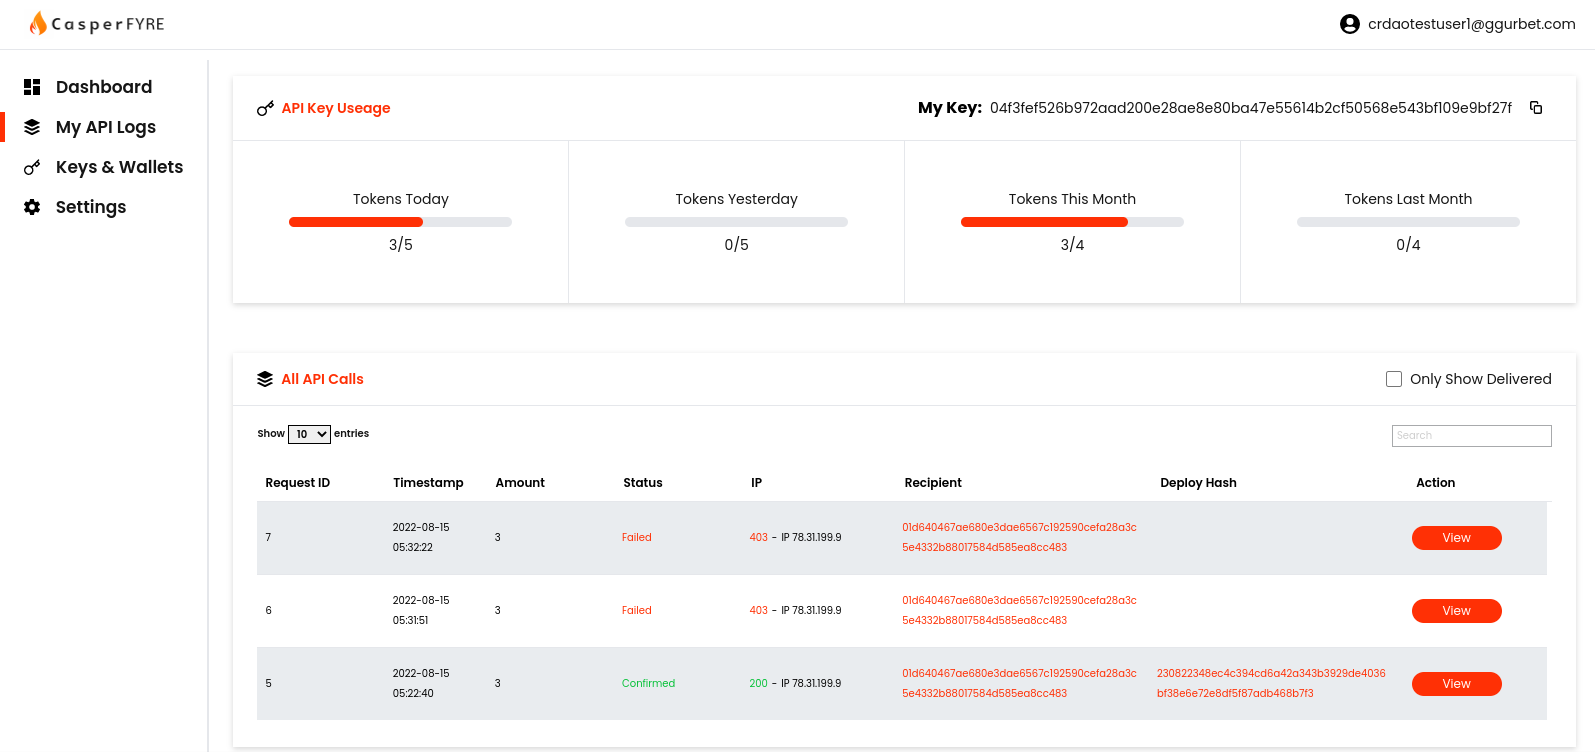 CasperFYRE
crdaotestuser1@ggurbet.com
Dashboard
My API Logs
Keys & Wallets
Settings
API Key Useage
My Key: 04f3fef526b972aad200e28ae8e80ba47e55614b2cf50568e543bf109e9bf27f
Tokens Today
3/5
Tokens Yesterday
0/5
Tokens This Month
3/4
Tokens Last Month
0/4
All API Calls
Only Show Delivered
Show 10 entries
Search
Request ID Timestamp Amount Status IP Recipient Deploy Hash Action
7 2022-08-15 05:32:22 3 Failed 403 - IP 78.31.199.9 01d640467ae680e3dae6567c192590cefa28a3c5e4332b88017584d585ea8cc483 View
6 2022-08-15 05:31:51 3 Failed 403 - IP 78.31.199.9 01d640467ae680e3dae6567c192590cefa28a3c5e4332b88017584d585ea8cc483 View
5 2022-08-15 05:22:40 3 Confirmed 200 - IP 78.31.199.9 01d640467ae680e3dae6567c192590cefa28a3c5e4332b88017584d585ea8cc483 230822348ec4c394cd6a42a343b3929de4036bf38e6e72e8df5f87adb468b7f3 View